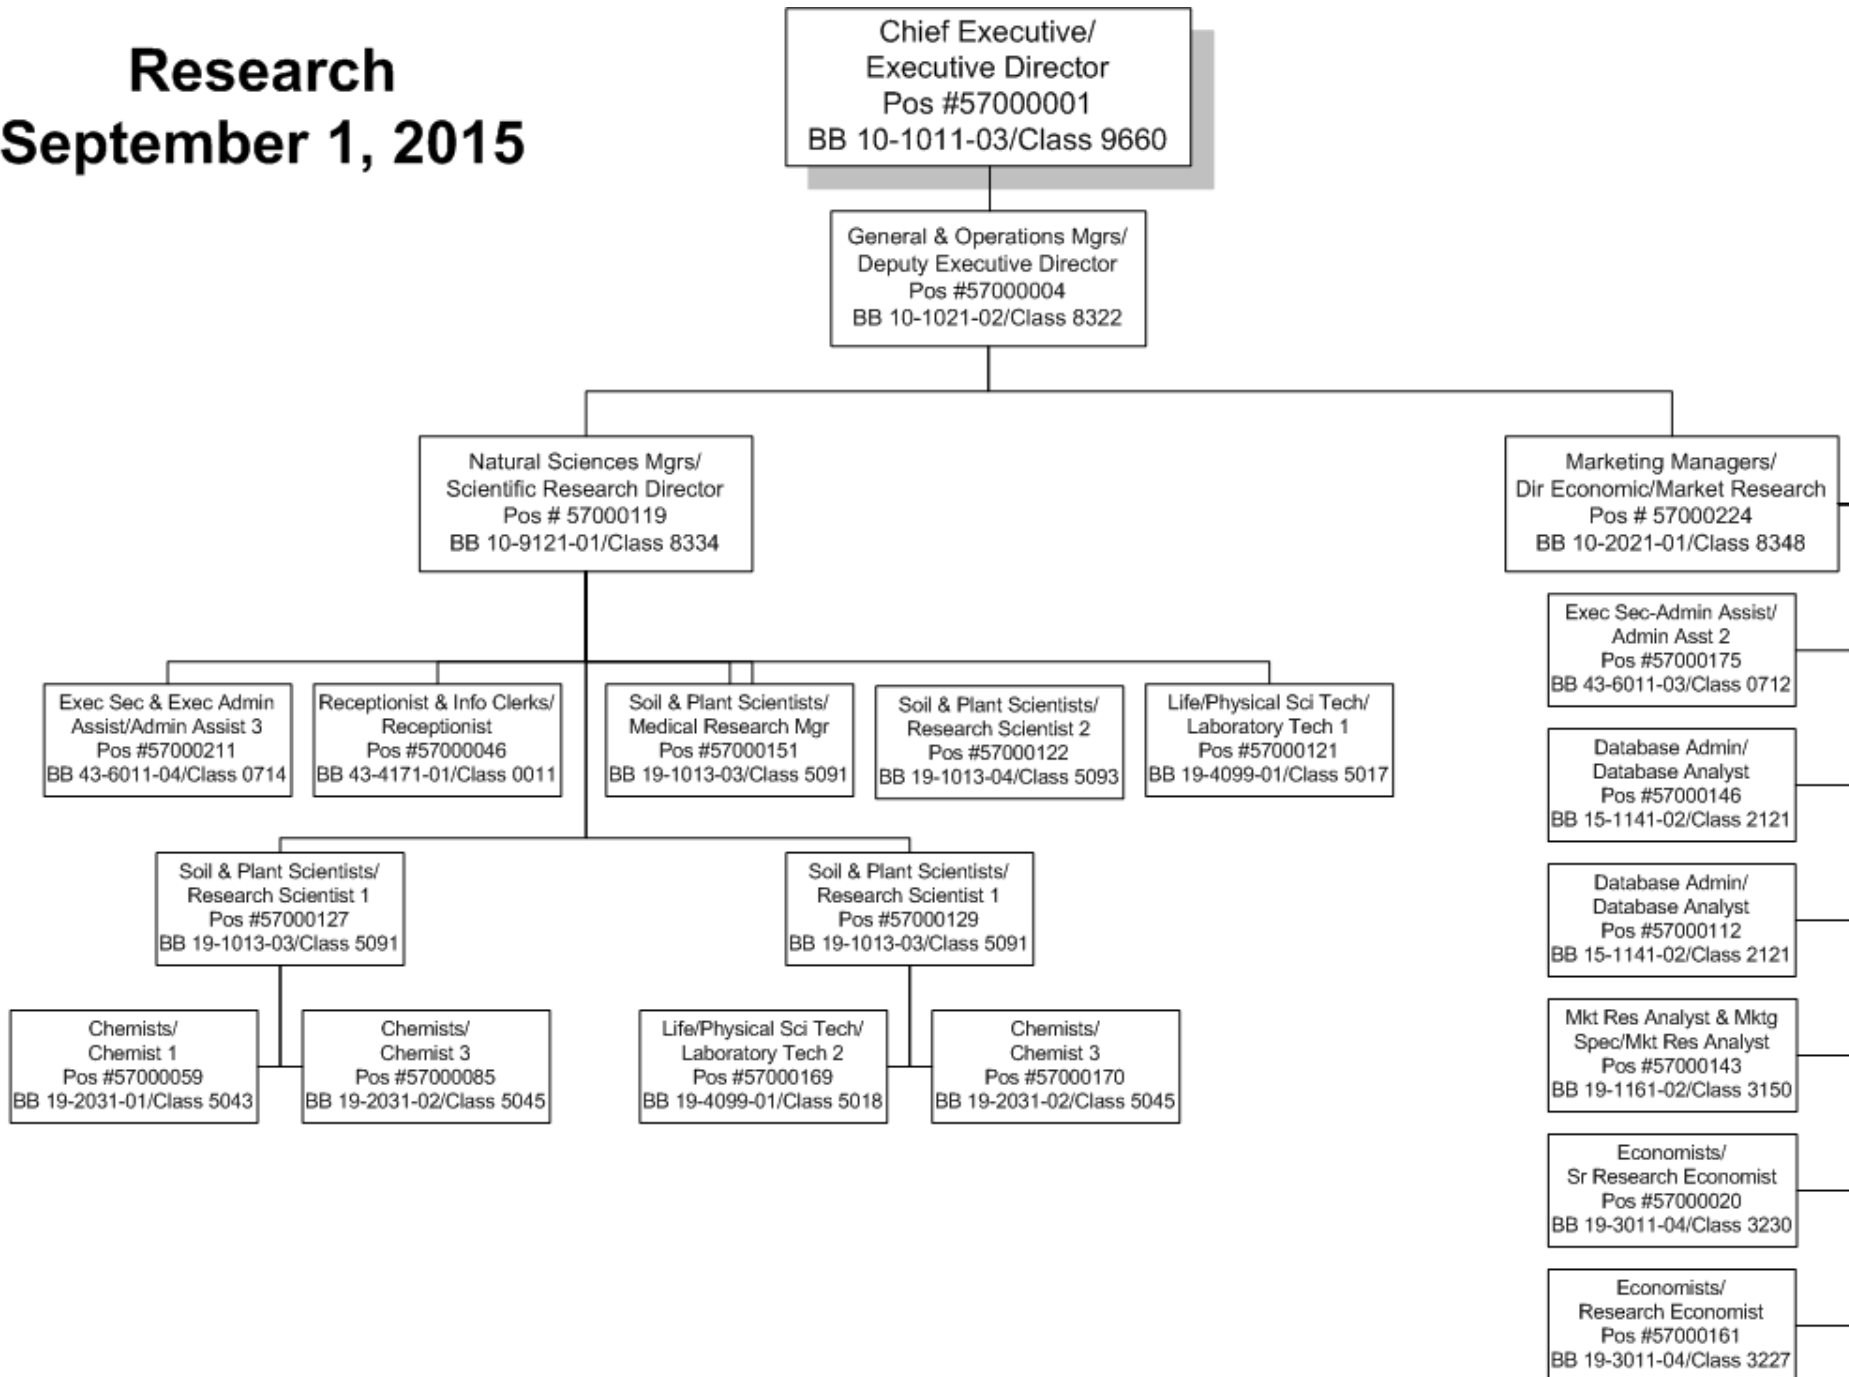 Research
September 1, 2015
Chief Executive/
Executive Director
Pos #57000001
BB 10-1011-03/Class 9660
General & Operations Mgrs/
Deputy Executive Director
Pos #57000004
BB 10-1021-02/Class 8322
Natural Sciences Mgrs/
Scientific Research Director
Pos # 57000119
BB 10-9121-01/Class 8334
Marketing Managers/
Dir Economic/Market Research
Pos # 57000224
BB 10-2021-01/Class 8348
Exec Sec & Exec Admin
Assist/Admin Assist 3
Pos #57000211
BB 43-6011-04/Class 0714
Receptionist & Info Clerks/
Receptionist
Pos #57000046
BB 43-4171-01/Class 0011
Soil & Plant Scientists/
Medical Research Mgr
Pos #57000151
BB 19-1013-03/Class 5091
Soil & Plant Scientists/
Research Scientist 2
Pos #57000122
BB 19-1013-04/Class 5093
Life/Physical Sci Tech/
Laboratory Tech 1
Pos #57000121
BB 19-4099-01/Class 5017
Soil & Plant Scientists/
Research Scientist 1
Pos #57000127
BB 19-1013-03/Class 5091
Soil & Plant Scientists/
Research Scientist 1
Pos #57000129
BB 19-1013-03/Class 5091
Chemists/
Chemist 1
Pos #57000059
BB 19-2031-01/Class 5043
Chemists/
Chemist 3
Pos #57000085
BB 19-2031-02/Class 5045
Life/Physical Sci Tech/
Laboratory Tech 2
Pos #57000169
BB 19-4099-01/Class 5018
Chemists/
Chemist 3
Pos #57000170
BB 19-2031-02/Class 5045
Exec Sec-Admin Assist/
Admin Asst 2
Pos #57000175
BB 43-6011-03/Class 0712
Database Admin/
Database Analyst
Pos #57000146
BB 15-1141-02/Class 2121
Database Admin/
Database Analyst
Pos #57000112
BB 15-1141-02/Class 2121
Mkt Res Analyst & Mktg
Spec/Mkt Res Analyst
Pos #57000143
BB 19-1161-02/Class 3150
Economists/
Sr Research Economist
Pos #57000020
BB 19-3011-04/Class 3230
Economists/
Research Economist
Pos #57000161
BB 19-3011-04/Class 3227